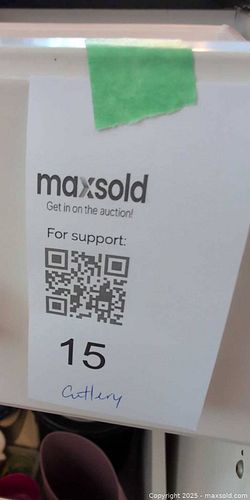 maxsold
Get in on the auction!
For support:
15
Cutlery
Copyright 2025 - maxsold.com